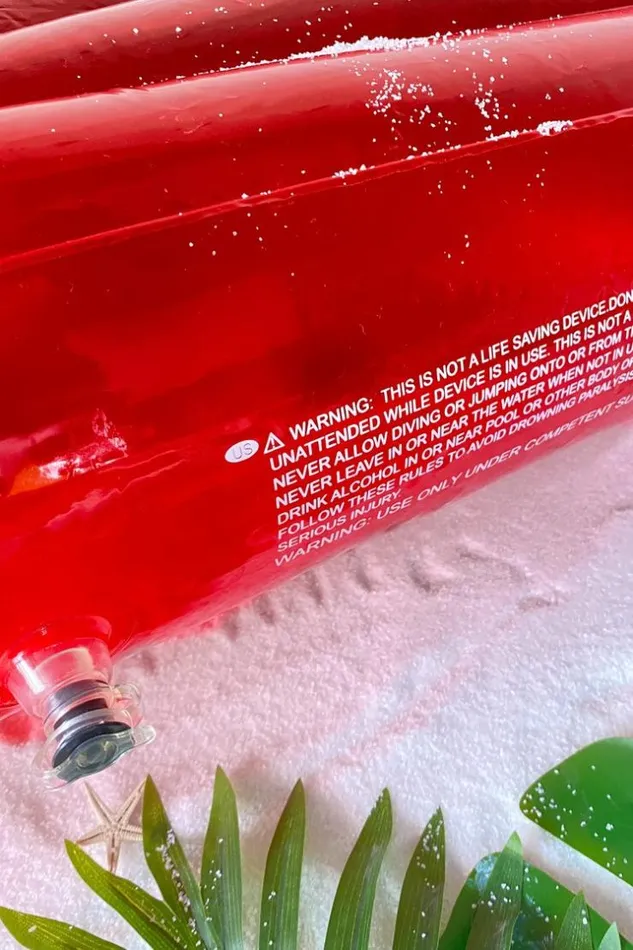 US ⚠ WARNING: THIS IS NOT A LIFE SAVING DEVICE.DON
UNATTENDED WHILE DEVICE IS IN USE. THIS IS NOT A
NEVER ALLOW DIVING OR JUMPING ONTO OR FROM
NEVER LEAVE IN OR NEAR THE WATER WHEN NOT IN
DRINK ALCOHOL IN OR NEAR POOL OR OTHER BODY
FOLLOW THESE RULES TO AVOID DROWNING PARALYSIS
SERIOUS INJURY.
WARNING: USE ONLY UNDER COMPETENT